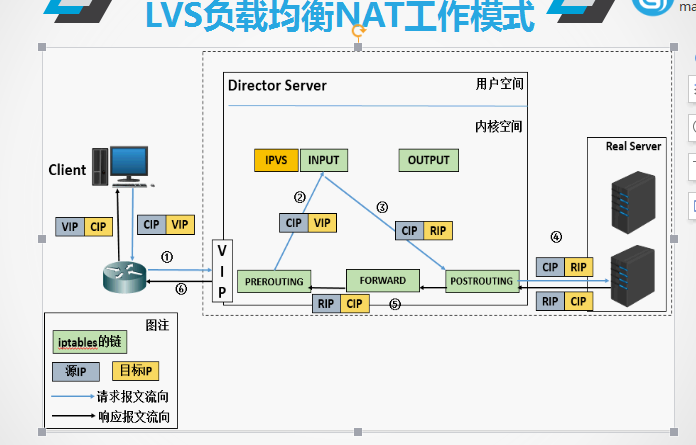 LVS负载均衡NAT工作模式
ma
Director Server
用户空间
内核空间
Real Server
IPVS INPUT
OUTPUT
Client
②
③
VIP CIP
CIP VIP
CIP VIP
CIP RIP
④
①
V
I
P
CIP RIP
⑥
PREROUTING
FORWARD
POSTROUTING
RIP CIP
⑤
RIP CIP
图注
iptables的链
源IP
目标IP
请求报文流向
响应报文流向